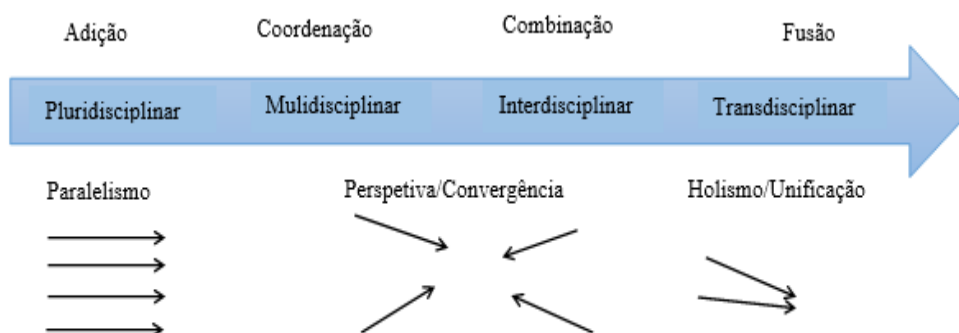 Adição Coordenação Combinação Fusão
Pluridisciplinar Mulidisciplinar Interdisciplinar Transdisciplinar
Paralelismo Perspetiva/Convergência Holismo/Unificação